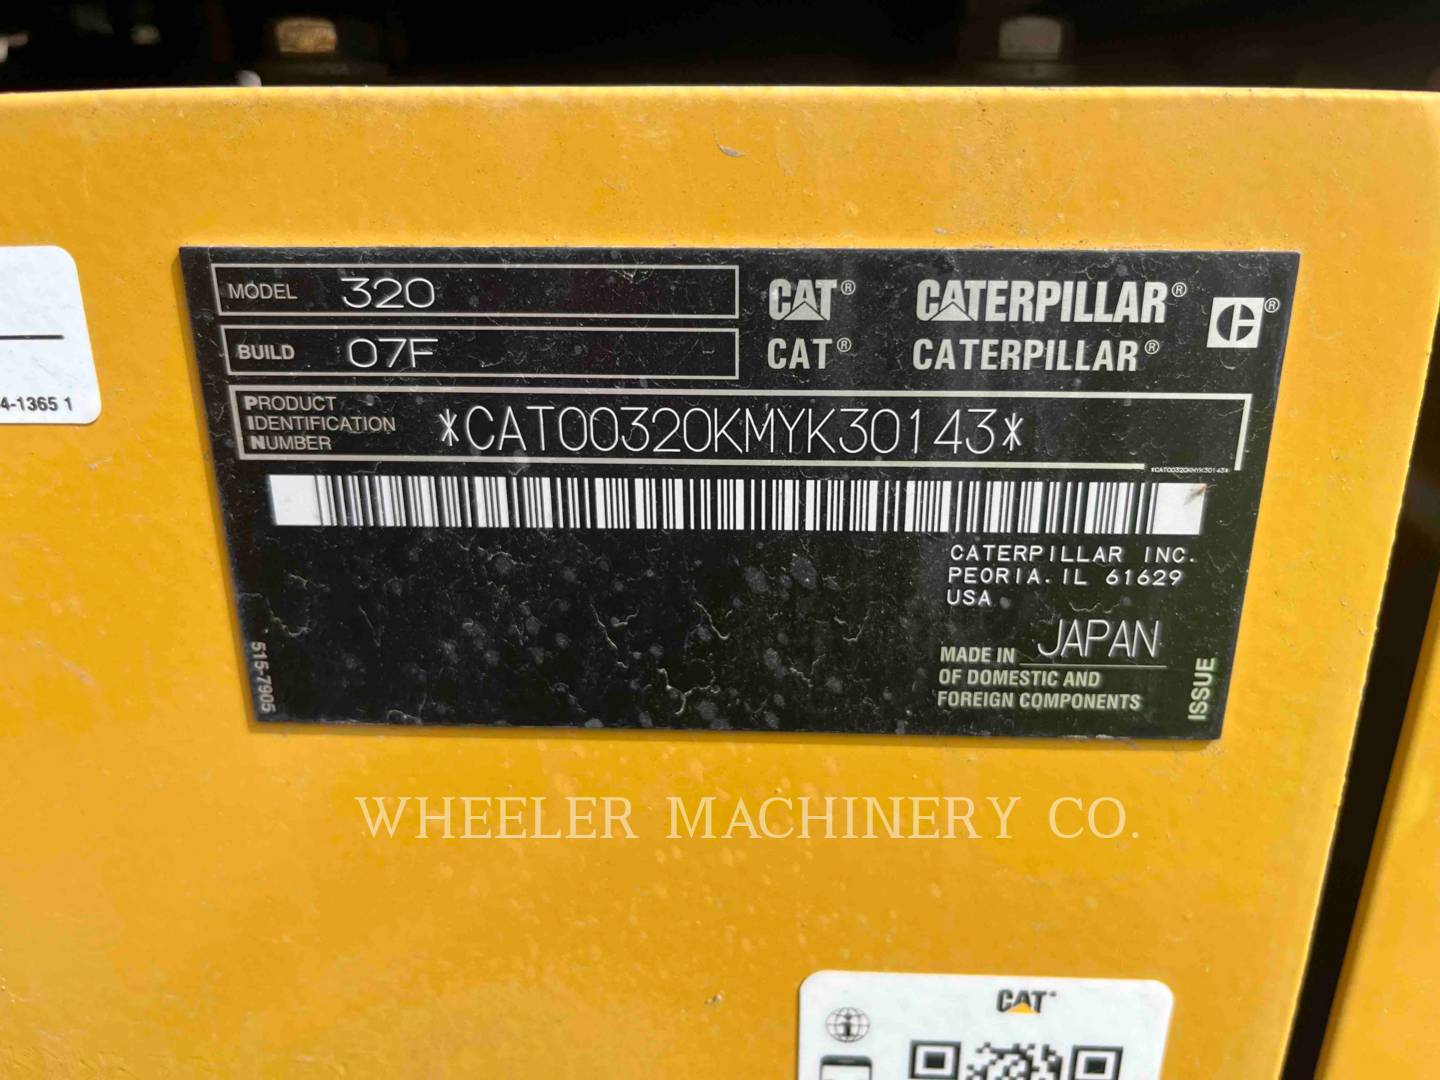 MODEL 320
BUILD 07F
CAT® CATERPILLAR®
CAT® CATERPILLAR®
®
PRODUCT
IDENTIFICATION
NUMBER
*CAT00320KMYK30143*
*CAT00320KMYK30143*
CATERPILLAR INC.
PEORIA. IL 61629
USA
MADE IN JAPAN
OF DOMESTIC AND
FOREIGN COMPONENTS
ISSUE
515-7905
4-1365 1
WHEELER MACHINERY CO.
CAT